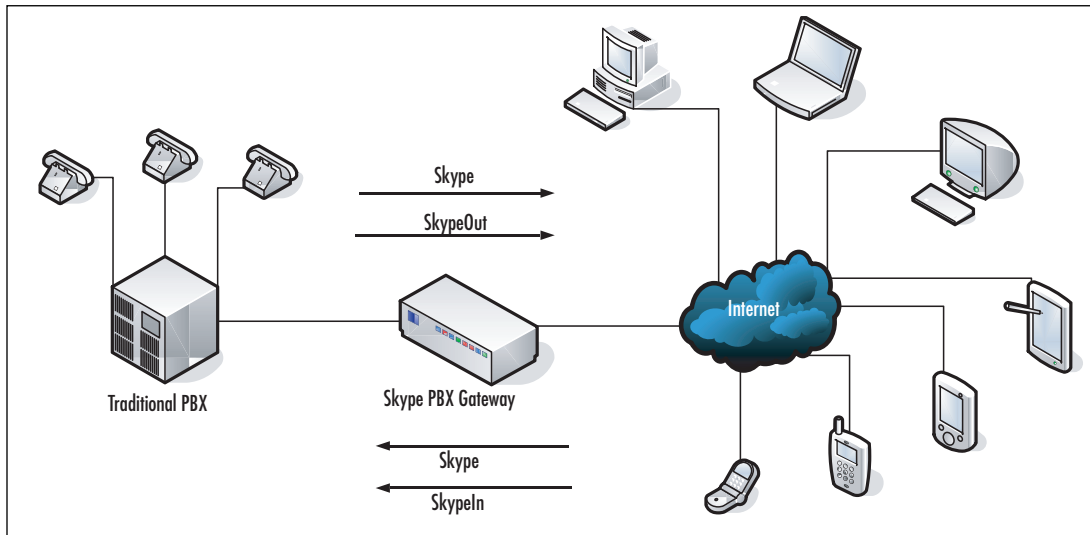 Skype
SkypeOut
Internet
Traditional PBX
Skype PBX Gateway
Skype
SkypeIn